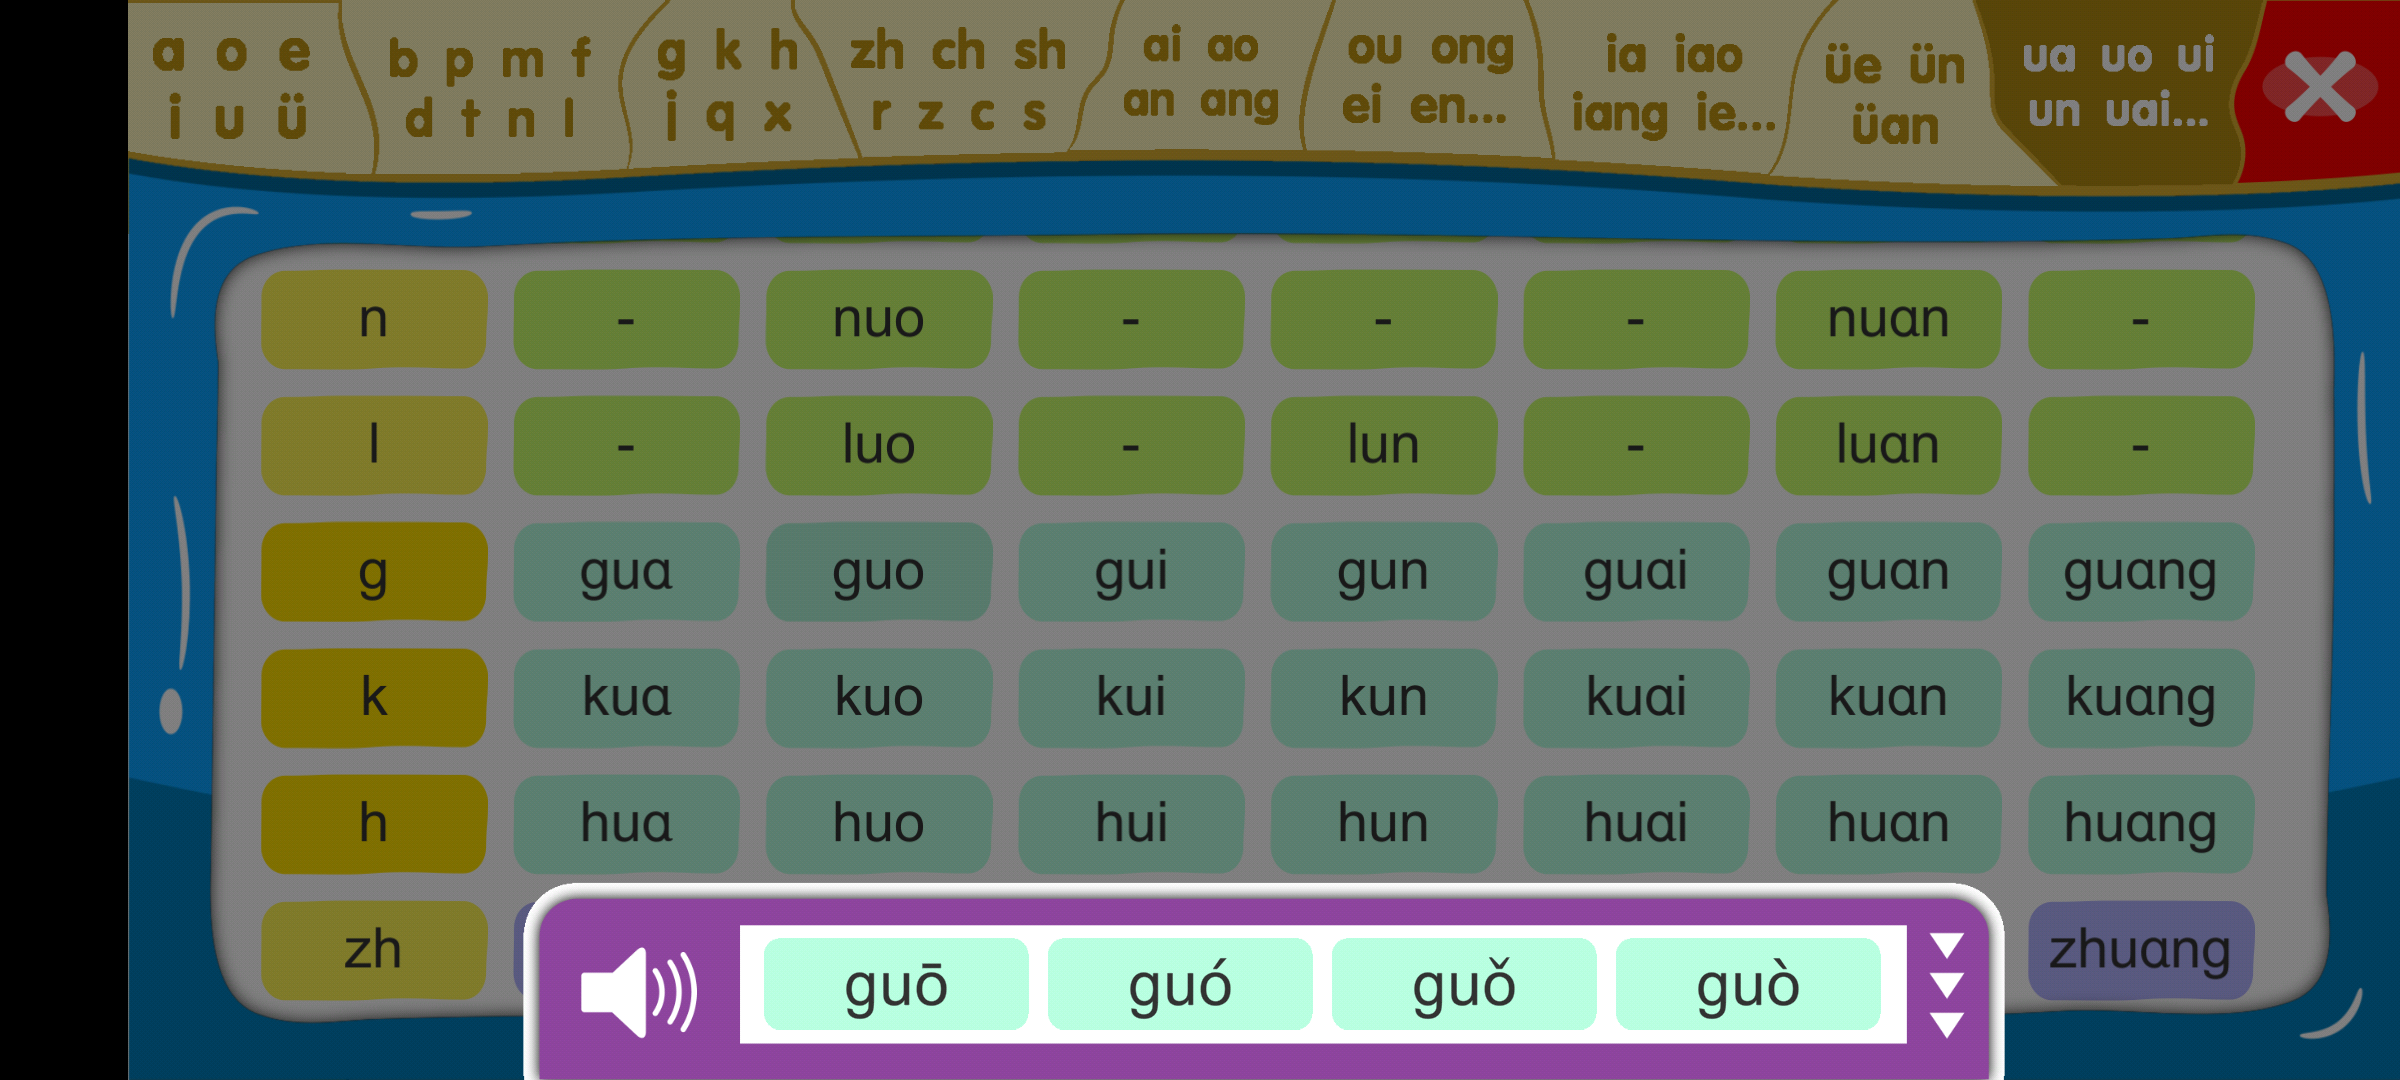 a o e
i u ü
b p m f
d t n l
g k h
j q x
zh ch sh
r z c s
ai ao
an ang
ou ong
ei en...
ia iao
iang ie...
üe ün
üan
ua uo ui
un uai...
n - nuo - - - nuan -
l - luo - lun - luan -
g gua guo gui gun guai guan guang
k kua kuo kui kun kuai kuan kuang
h hua huo hui hun huai huan huang
zh zhuang
guō guó guǒ guò